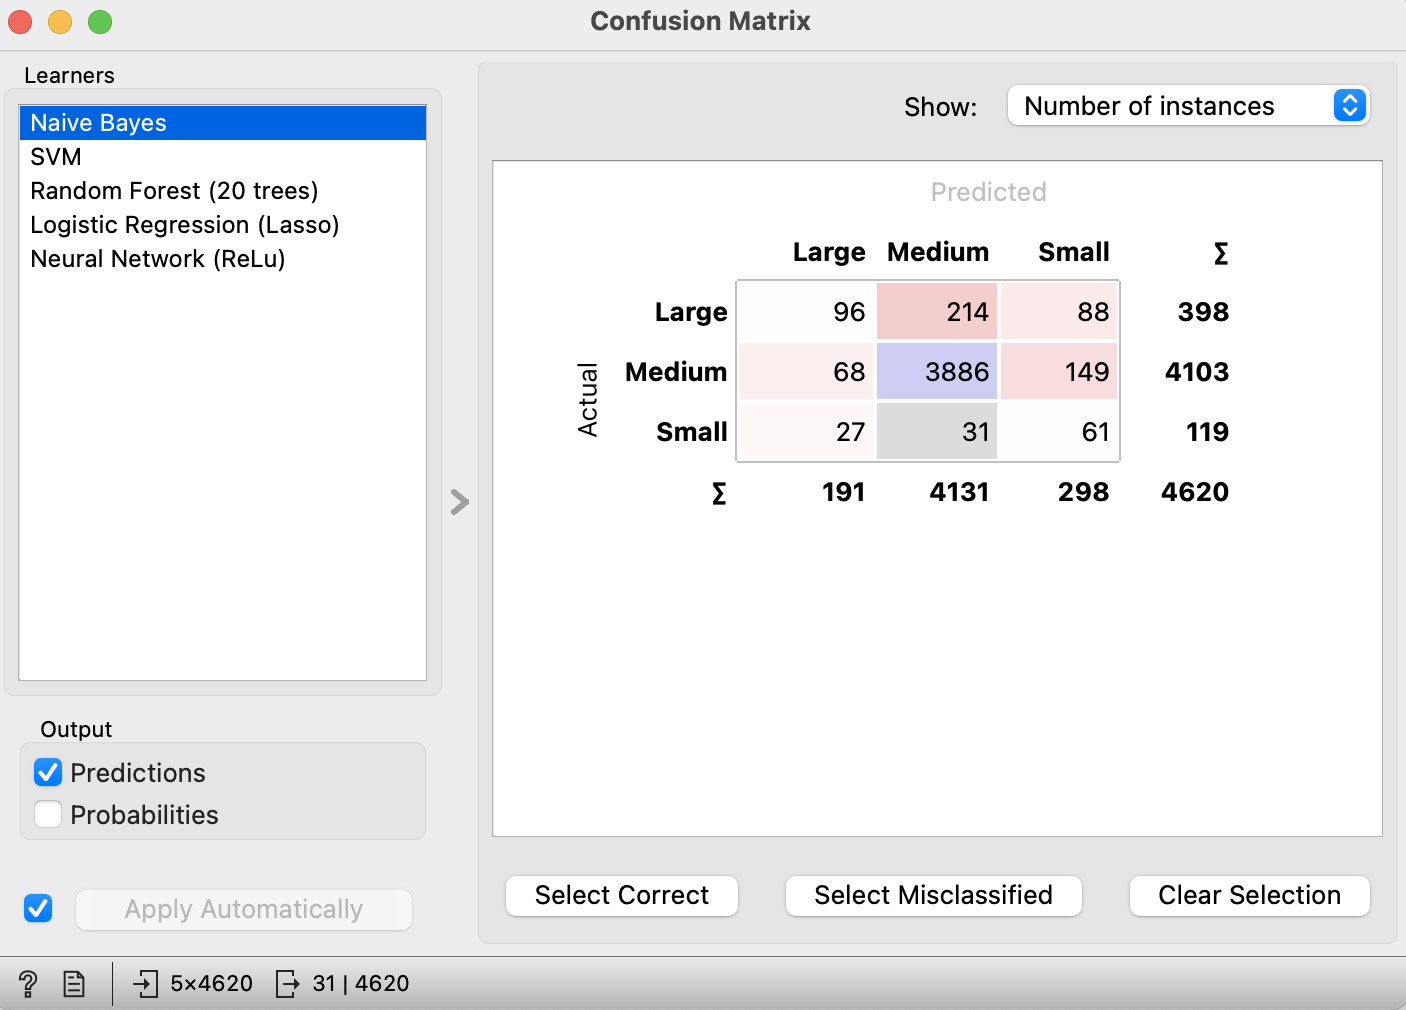 Confusion Matrix
Learners
Naive Bayes
SVM
Random Forest (20 trees)
Logistic Regression (Lasso)
Neural Network (ReLu)
Output
Predictions
Probabilities
Apply Automatically
Show: Number of instances
Predicted
Large Medium Small Σ
Actual
Large 96 214 88 398
Medium 68 3886 149 4103
Small 27 31 61 119
Σ 191 4131 298 4620
Select Correct Select Misclassified Clear Selection
? 5×4620 31 | 4620